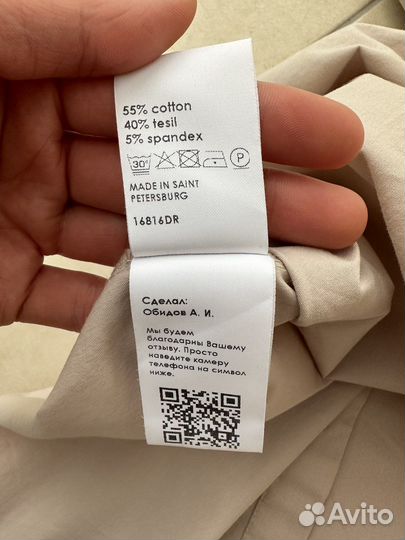 55% cotton
40% tesil
5% spandex
30°
P
MADE IN SAINT
PETERSBURG
16816DR
Сделал:
Обидов А. И.
Мы будем
благодарны Вашему
отзыву. Просто
наведите камеру
телефона на символ
ниже.
Avito